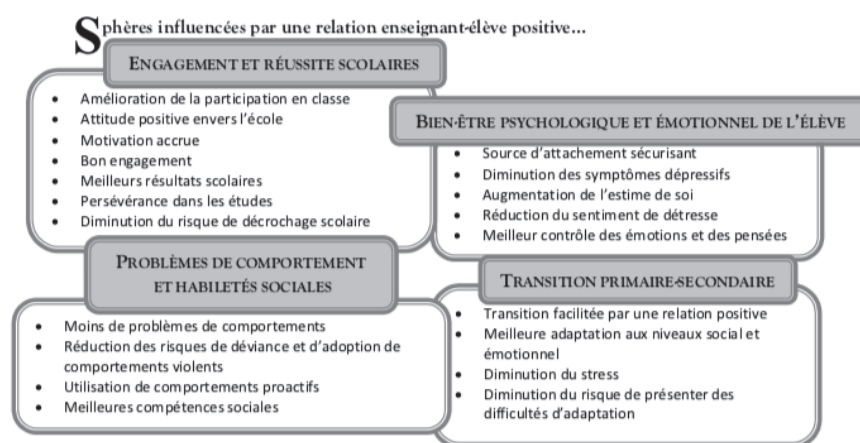 Sphères influencées par une relation enseignant-élève positive...
ENGAGEMENT ET RÉUSSITE SCOLAIRES
• Amélioration de la participation en classe
• Attitude positive envers l'école
• Motivation accrue
• Bon engagement
• Meilleurs résultats scolaires
• Persévérance dans les études
• Diminution du risque de décrochage scolaire
BIEN-ÊTRE PSYCHOLOGIQUE ET ÉMOTIONNEL DE L'ÉLÈVE
• Source d'attachement sécurisant
• Diminution des symptômes dépressifs
• Augmentation de l'estime de soi
• Réduction du sentiment de détresse
• Meilleur contrôle des émotions et des pensées
PROBLÈMES DE COMPORTEMENT
ET HABILETÉS SOCIALES
• Moins de problèmes de comportements
• Réduction des risques de déviance et d'adoption de
comportements violents
• Utilisation de comportements proactifs
• Meilleures compétences sociales
TRANSITION PRIMAIRE-SECONDAIRE
• Transition facilitée par une relation positive
• Meilleure adaptation aux niveaux social et
émotionnel
• Diminution du stress
• Diminution du risque de présenter des
difficultés d'adaptation